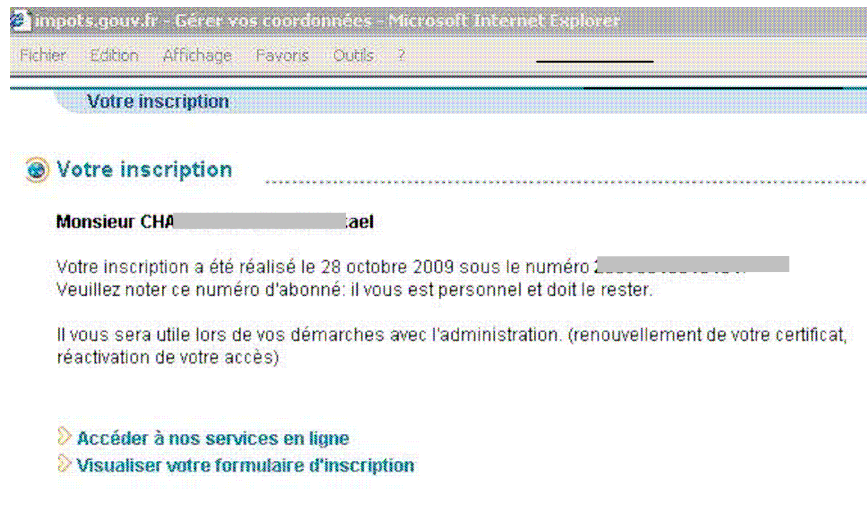 impots.gouv.fr - Gérer vos coordonnées - Microsoft Internet Explorer
Fichier Edition Affichage Favoris Outils ?
Votre inscription
Votre inscription
Monsieur CHA ael
Votre inscription a été réalisé le 28 octobre 2009 sous le numéro
Veuillez noter ce numéro d'abonné: il vous est personnel et doit le rester.
Il vous sera utile lors de vos démarches avec l'administration. (renouvellement de votre certificat,
réactivation de votre accès)
Accéder à nos services en ligne
Visualiser votre formulaire d'inscription